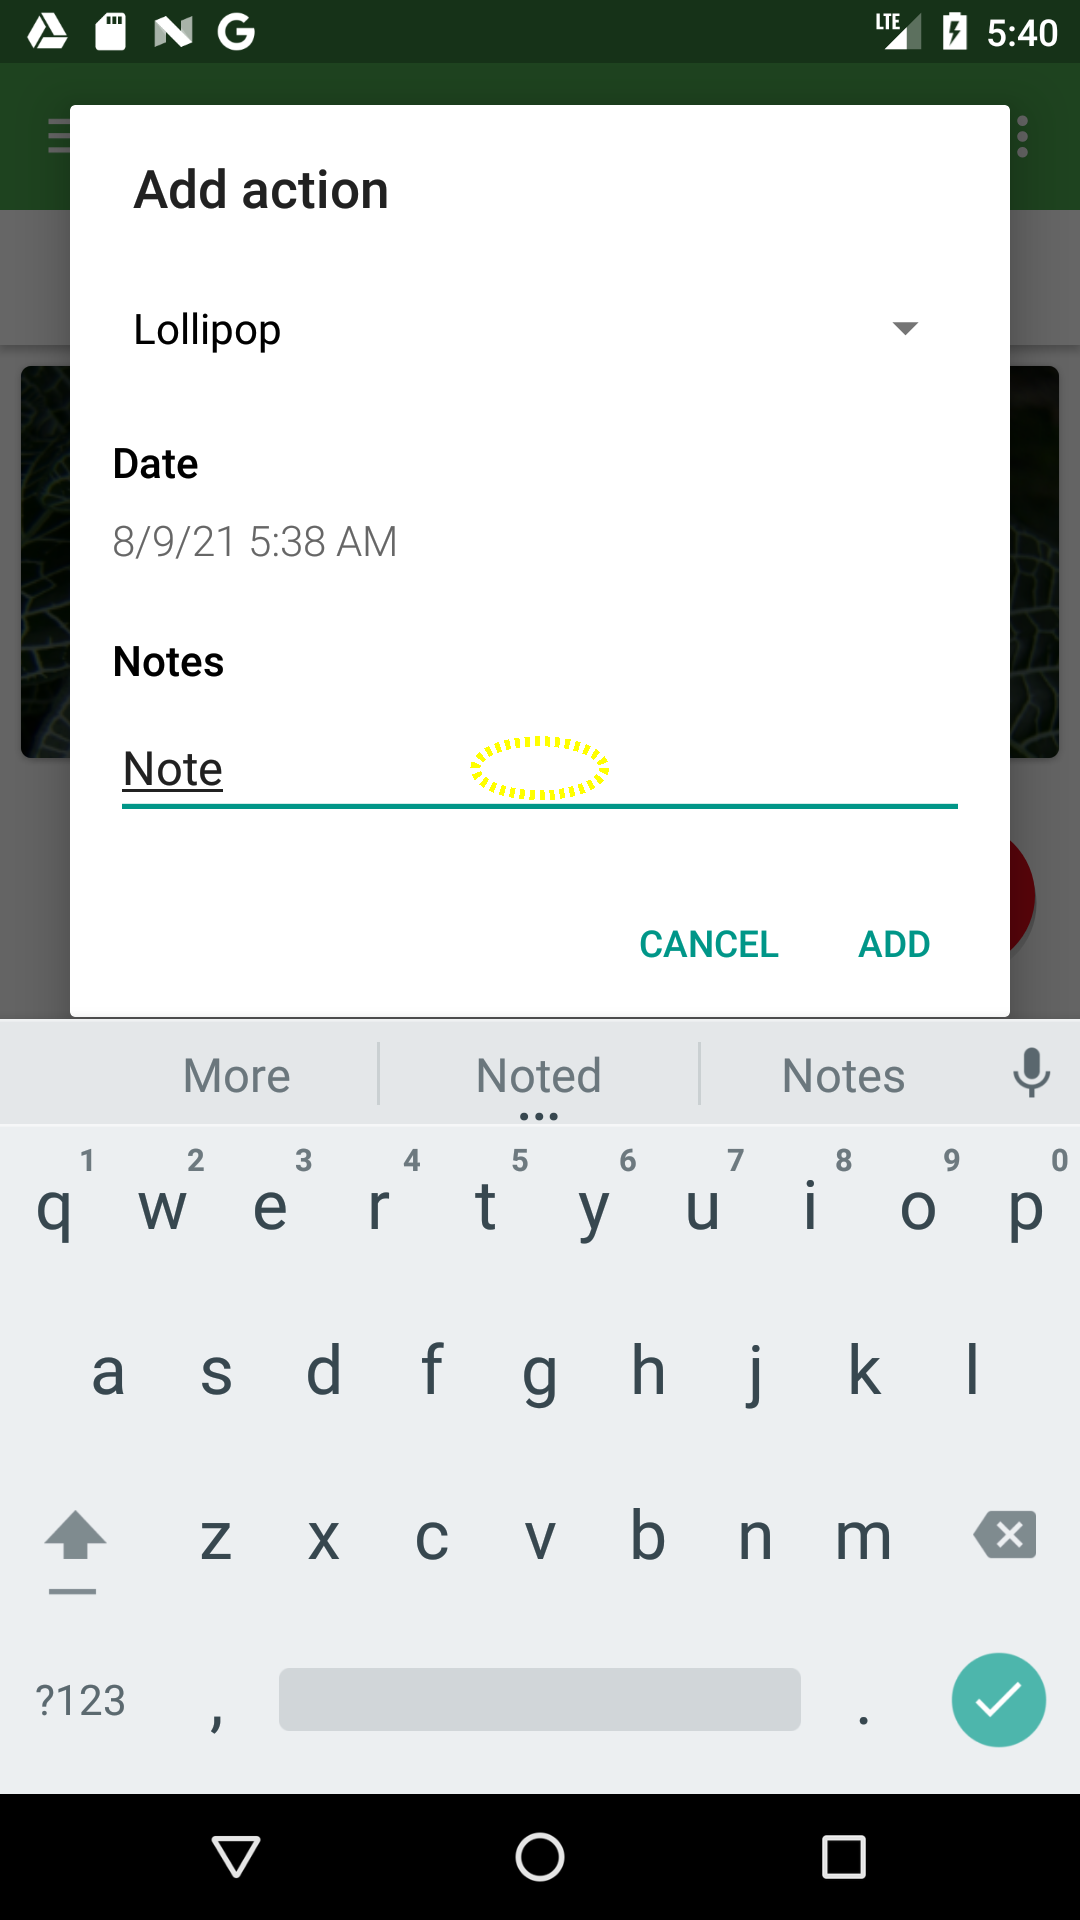 LTE 5:40
Add action
Lollipop
Date
8/9/21 5:38 AM
Notes
Note
CANCEL ADD
More Noted Notes
1 2 3 4 5 6 7 8 9 0
q w e r t y u i o p
a s d f g h j k l
z x c v b n m
?123 , .